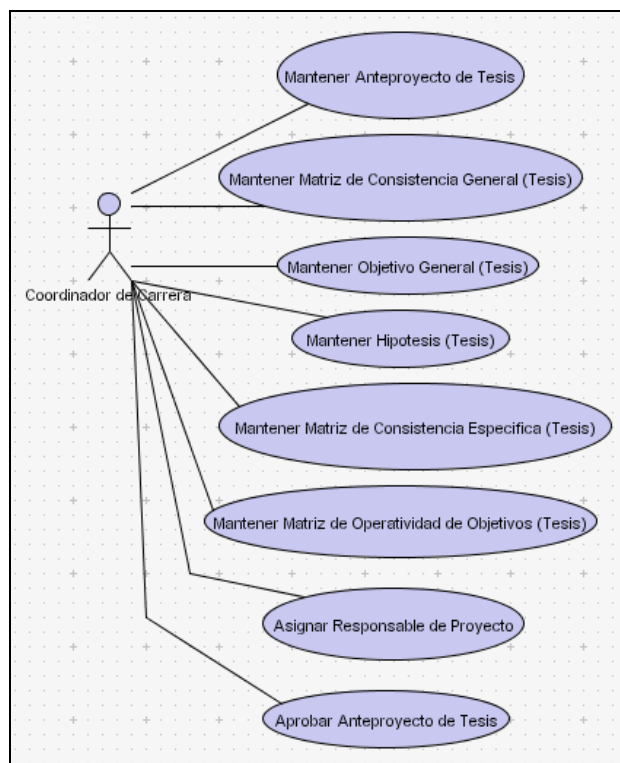 Mantener Anteproyecto de Tesis
Mantener Matriz de Consistencia General (Tesis)
Mantener Objetivo General (Tesis)
Coordinador de Carrera
Mantener Hipotesis (Tesis)
Mantener Matriz de Consistencia Especifica (Tesis)
Mantener Matriz de Operatividad de Objetivos (Tesis)
Asignar Responsable de Proyecto
Aprobar Anteproyecto de Tesis